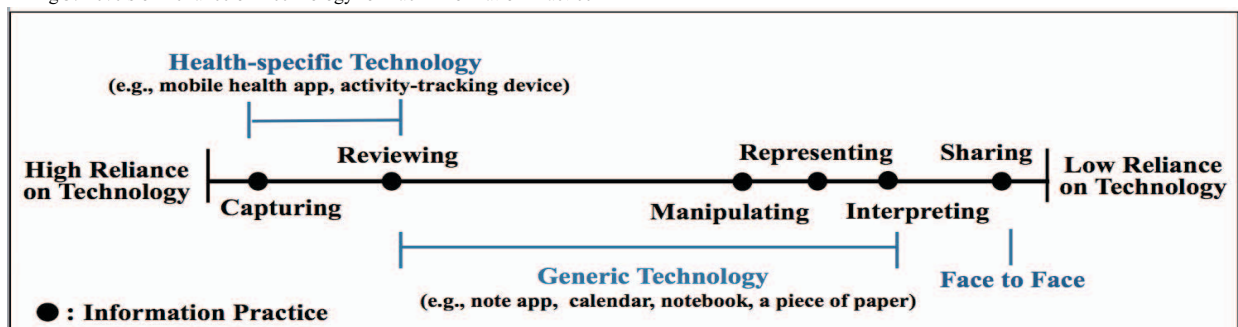 Health-specific Technology
(e.g., mobile health app, activity-tracking device)
Reviewing
Representing
Sharing
High Reliance
on Technology
Low Reliance
on Technology
Capturing
Manipulating
Interpreting
Generic Technology
(e.g., note app, calendar, notebook, a piece of paper)
Face to Face
: Information Practice